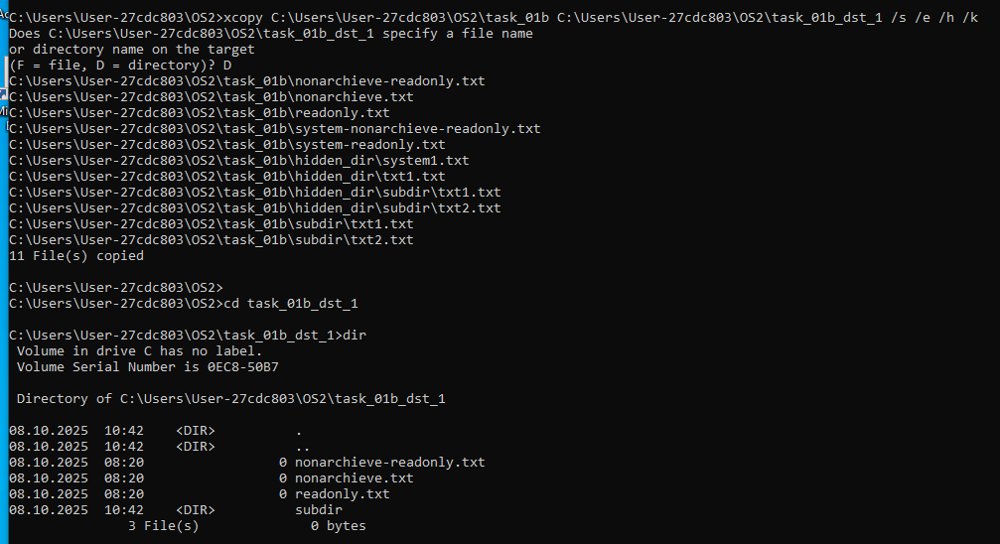 C:\Users\User-27cdc803\OS2>xcopy C:\Users\User-27cdc803\OS2\task_01b C:\Users\User-27cdc803\OS2\task_01b_dst_1 /s /e /h /k
Does C:\Users\User-27cdc803\OS2\task_01b_dst_1 specify a file name
or directory name on the target
(F = file, D = directory)? D
C:\Users\User-27cdc803\OS2\task_01b\nonarchieve-readonly.txt
C:\Users\User-27cdc803\OS2\task_01b\nonarchieve.txt
C:\Users\User-27cdc803\OS2\task_01b\readonly.txt
C:\Users\User-27cdc803\OS2\task_01b\system-nonarchieve-readonly.txt
C:\Users\User-27cdc803\OS2\task_01b\system-readonly.txt
C:\Users\User-27cdc803\OS2\task_01b\hidden_dir\system1.txt
C:\Users\User-27cdc803\OS2\task_01b\hidden_dir\txt1.txt
C:\Users\User-27cdc803\OS2\task_01b\hidden_dir\subdir\txt1.txt
C:\Users\User-27cdc803\OS2\task_01b\hidden_dir\subdir\txt2.txt
C:\Users\User-27cdc803\OS2\task_01b\subdir\txt1.txt
C:\Users\User-27cdc803\OS2\task_01b\subdir\txt2.txt
11 File(s) copied
C:\Users\User-27cdc803\OS2>
C:\Users\User-27cdc803\OS2>cd task_01b_dst_1
C:\Users\User-27cdc803\OS2\task_01b_dst_1>dir
Volume in drive C has no label.
Volume Serial Number is 0EC8-50B7
Directory of C:\Users\User-27cdc803\OS2\task_01b_dst_1
08.10.2025  10:42    <DIR>          .
08.10.2025  10:42    <DIR>          ..
08.10.2025  08:20                 0 nonarchieve-readonly.txt
08.10.2025  08:20                 0 nonarchieve.txt
08.10.2025  08:20                 0 readonly.txt
08.10.2025  10:42    <DIR>          subdir
3 File(s)              0 bytes